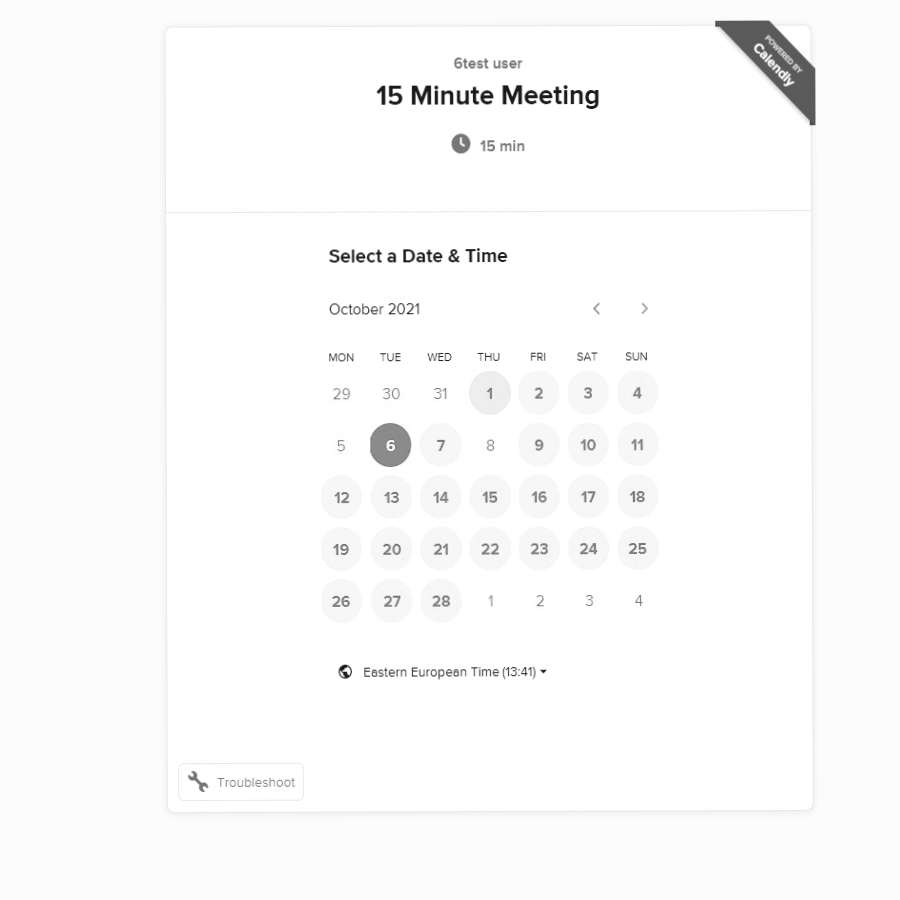 POWERED BY
Calendly
6test user
15 Minute Meeting
15 min
Select a Date & Time
October 2021
MON TUE WED THU FRI SAT SUN
29 30 31 1 2 3 4
5 6 7 8 9 10 11
12 13 14 15 16 17 18
19 20 21 22 23 24 25
26 27 28 1 2 3 4
Eastern European Time (13:41)
Troubleshoot